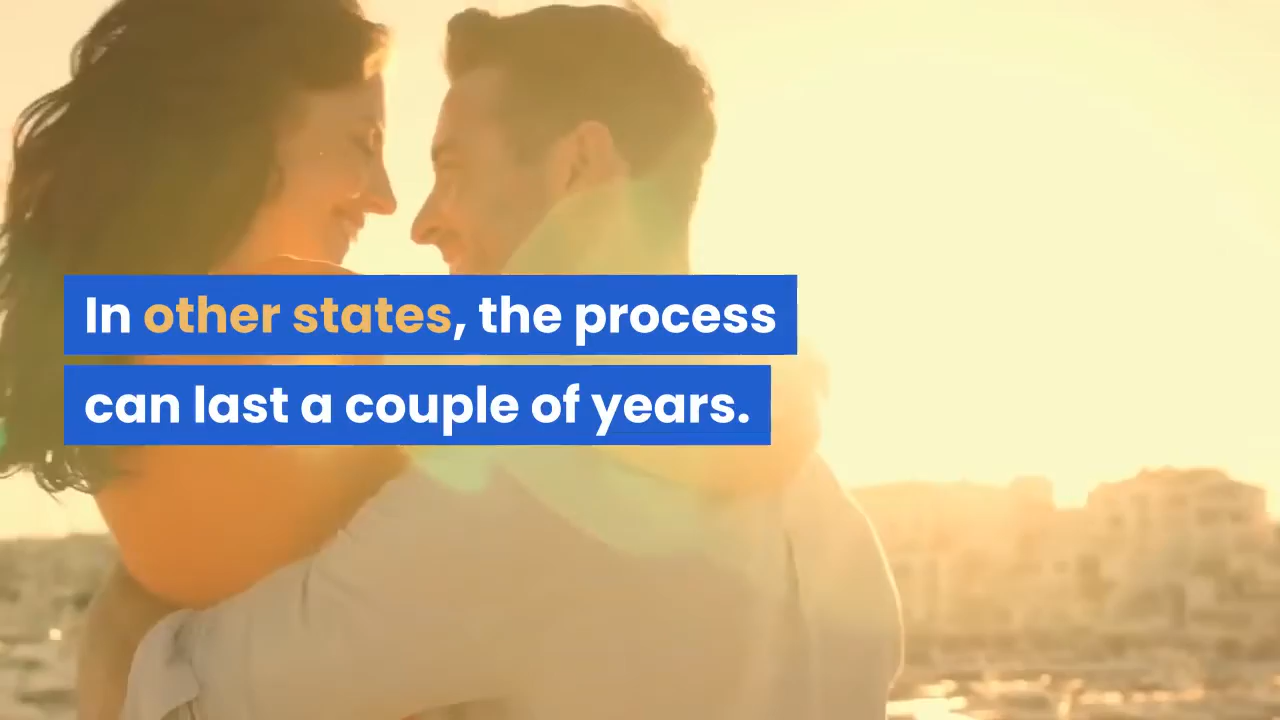 In other states, the process
can last a couple of years.